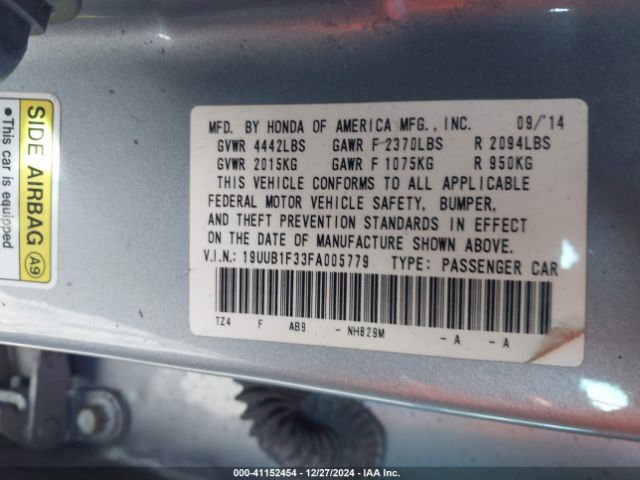 SIDE AIRBAG A9
●This car is equipped
MFD. BY HONDA OF AMERICA MFG., INC. 09/'14
GVWR 4442LBS GAWR F 2370LBS R 2094LBS
GVWR 2015KG GAWR F 1075KG R 950KG
THIS VEHICLE CONFORMS TO ALL APPLICABLE
FEDERAL MOTOR VEHICLE SAFETY, BUMPER,
AND THEFT PREVENTION STANDARDS IN EFFECT
ON THE DATE OF MANUFACTURE SHOWN ABOVE.
V.I.N.: 19UUB1F33FA005779 TYPE: PASSENGER CAR
TZ4 F AB9 - NH829M - A - A
000-41152454 - 12/27/2024 - IAA Inc.